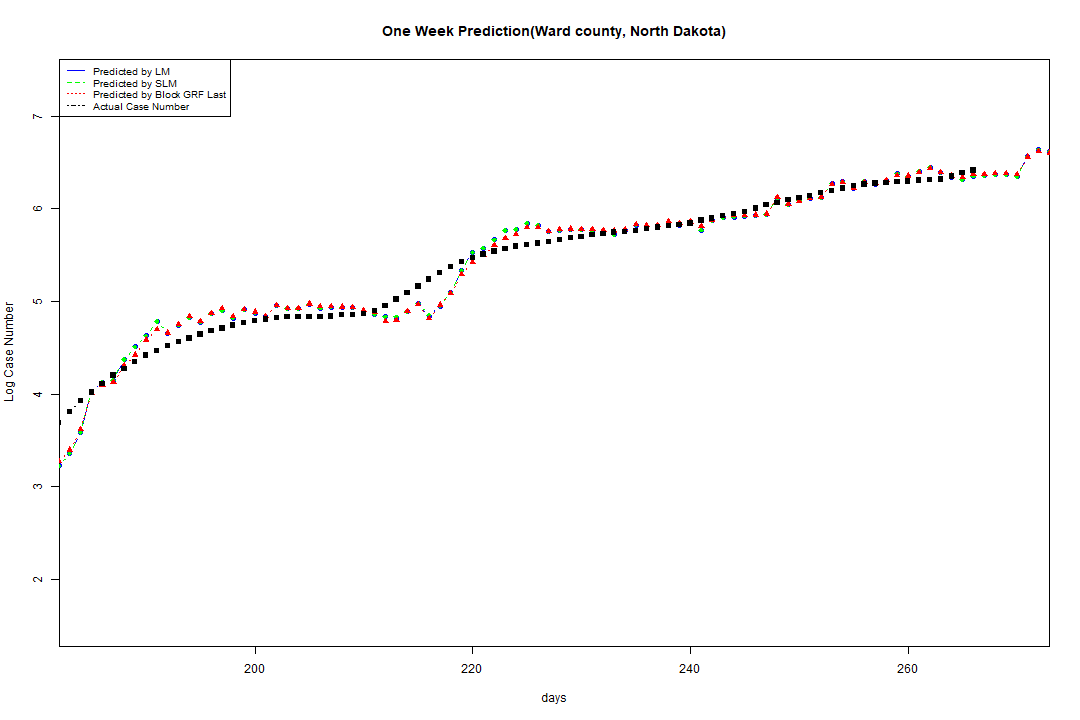 One Week Prediction(Ward county, North Dakota)
Predicted by LM
Predicted by SLM
Predicted by Block GRF Last
Actual Case Number
7
6
5
4
3
2
Log Case Number
200
220
240
260
days